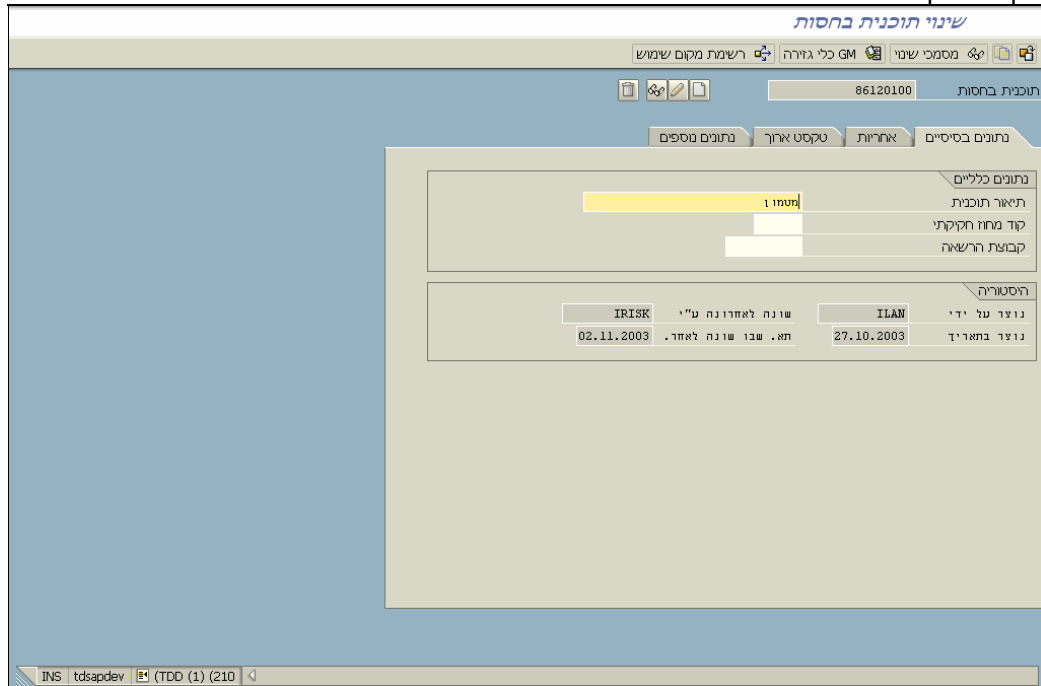 שינוי תוכנית בחסות
מסמכי שינוי GM כלי גזירה רשימת מקום שימוש
תוכנית בחסות 86120100
נתונים בסיסיים אחריות טקסט ארוך נתונים נוספים
נתונים כלליים
תיאור תוכנית מטמון
קוד מחוז חקיקתי
קבוצת הרשאה
היסטוריה
נוצר על ידי ILAN שונה לאחרונה ע"י IRISK
נוצר בתאריך 27.10.2003 תא. שבו שונה לאחר. 02.11.2003
INS tdsapdev (TDD (1) (210